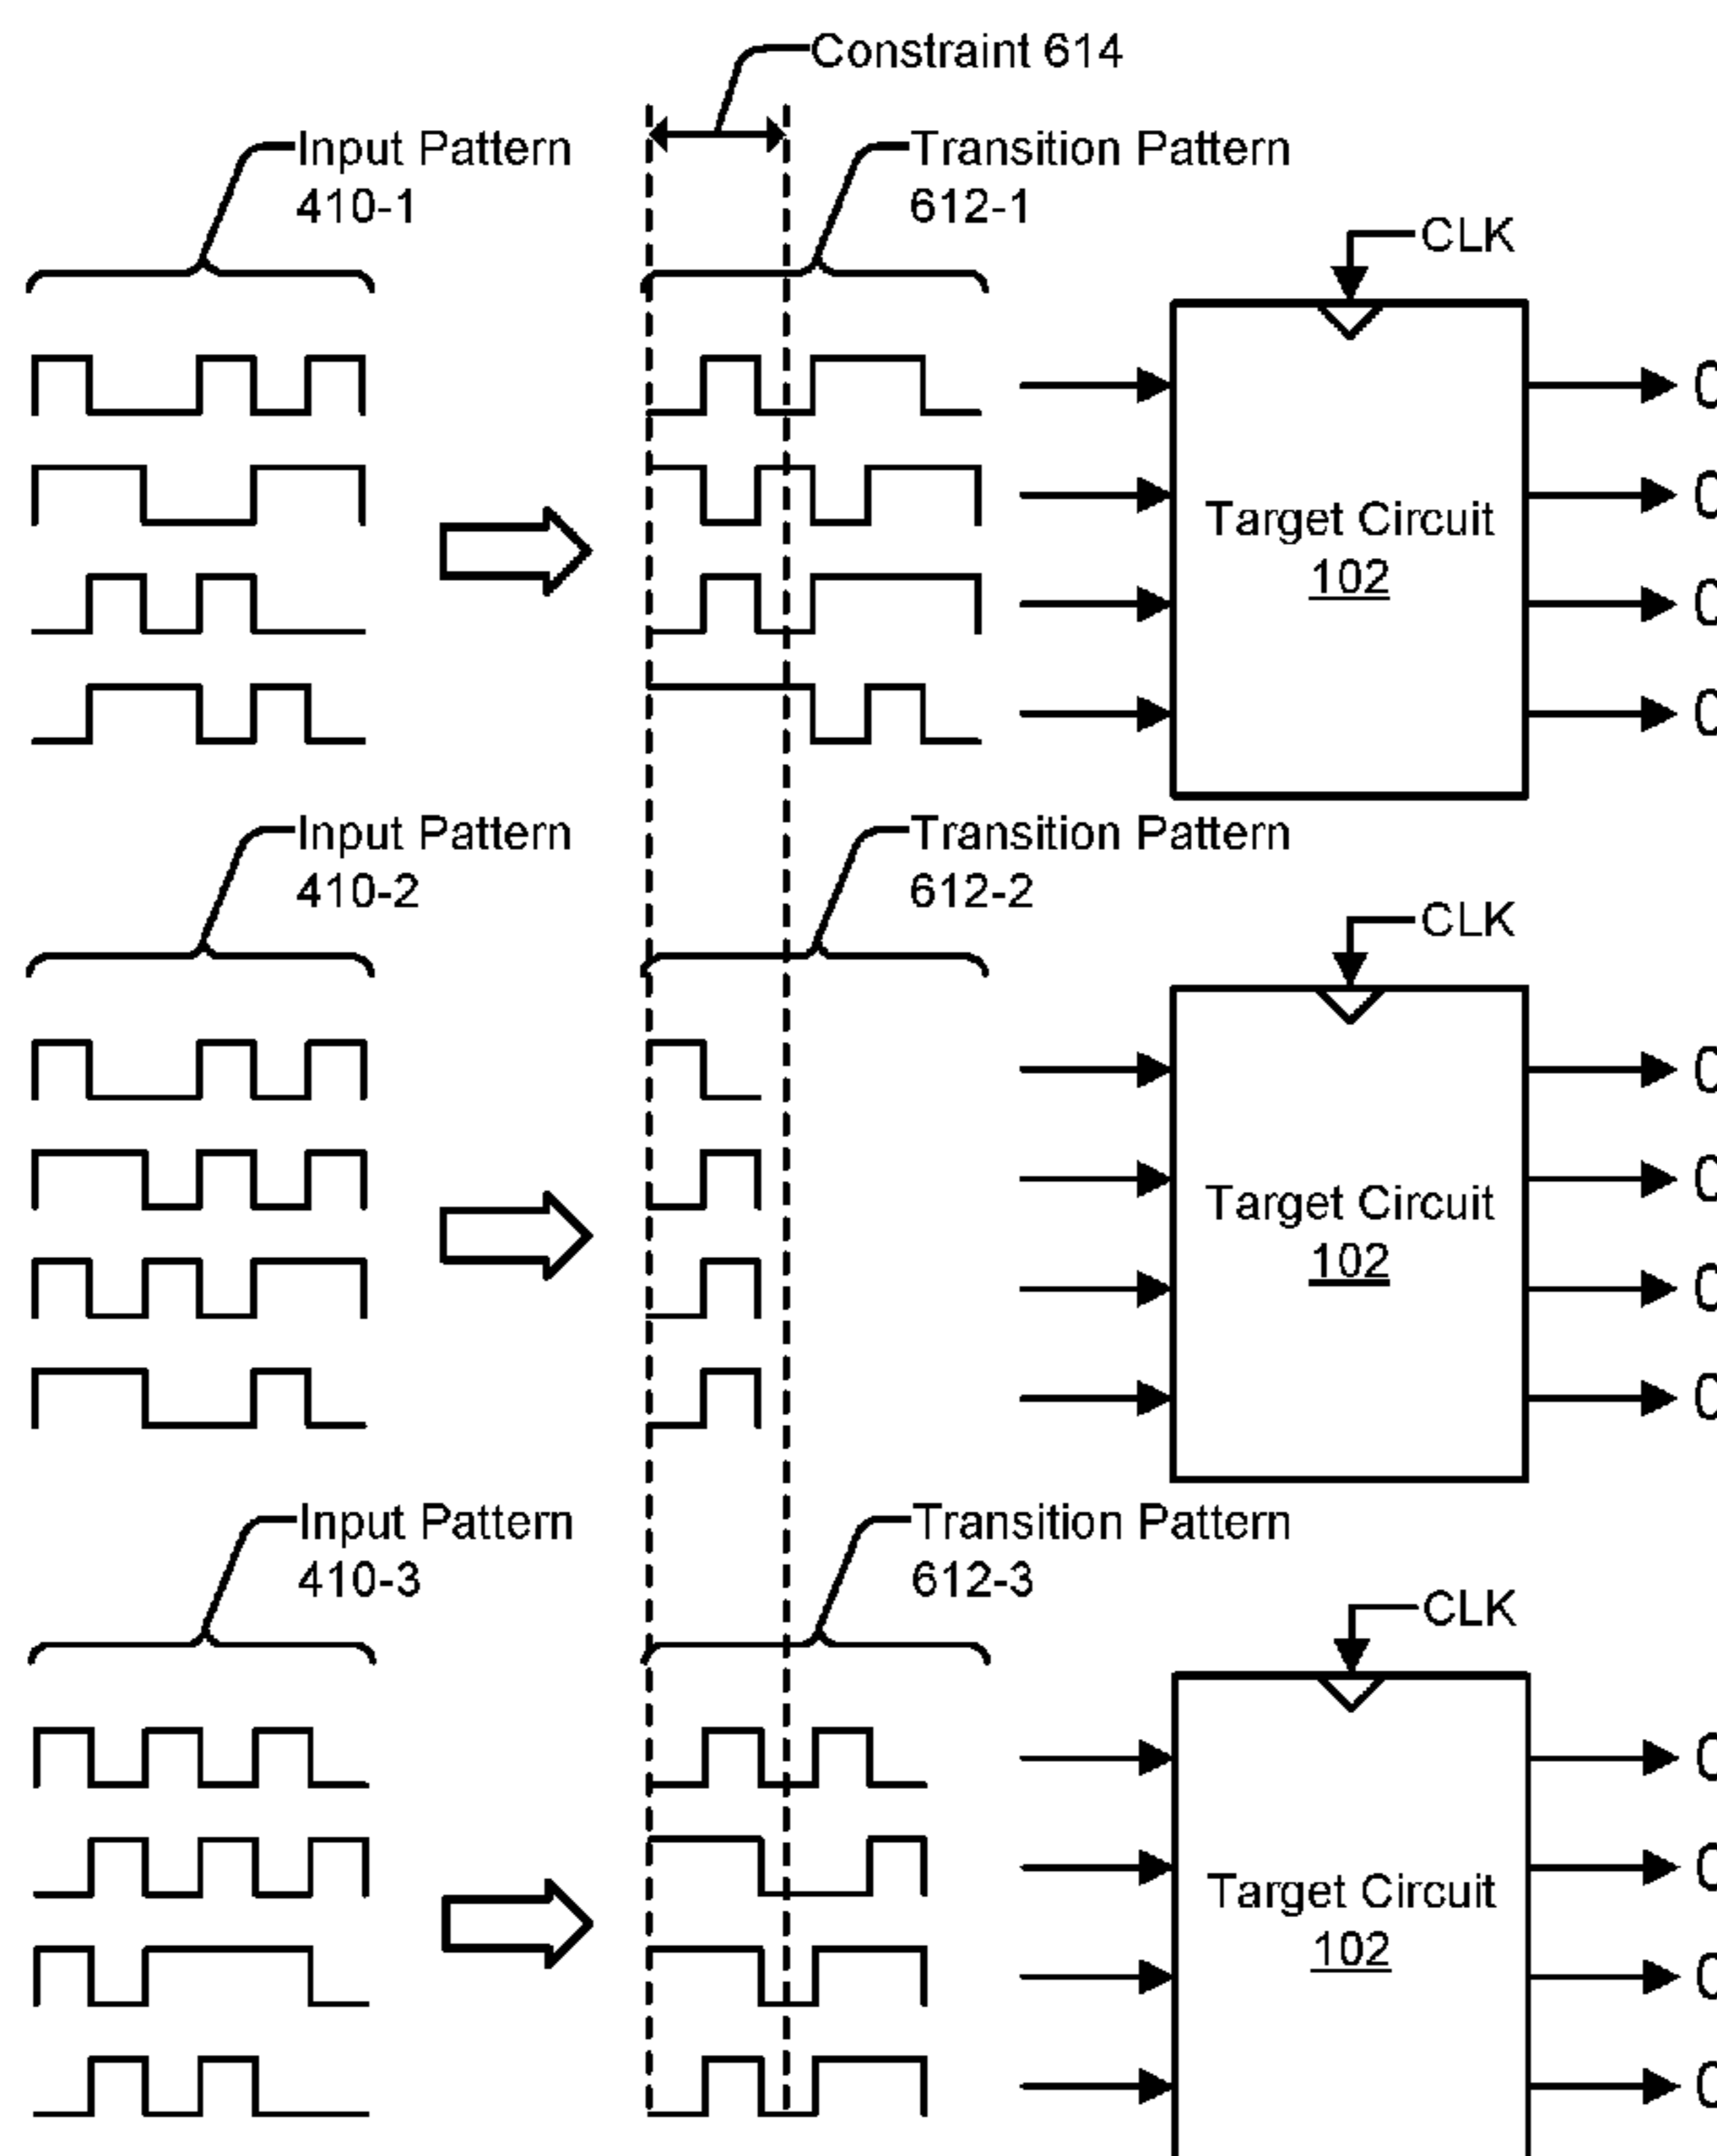 Constraint 614
Input Pattern
410-1
Transition Pattern
612-1
CLK
Target Circuit
102
Input Pattern
410-2
Transition Pattern
612-2
CLK
Target Circuit
102
Input Pattern
410-3
Transition Pattern
612-3
CLK
Target Circuit
102